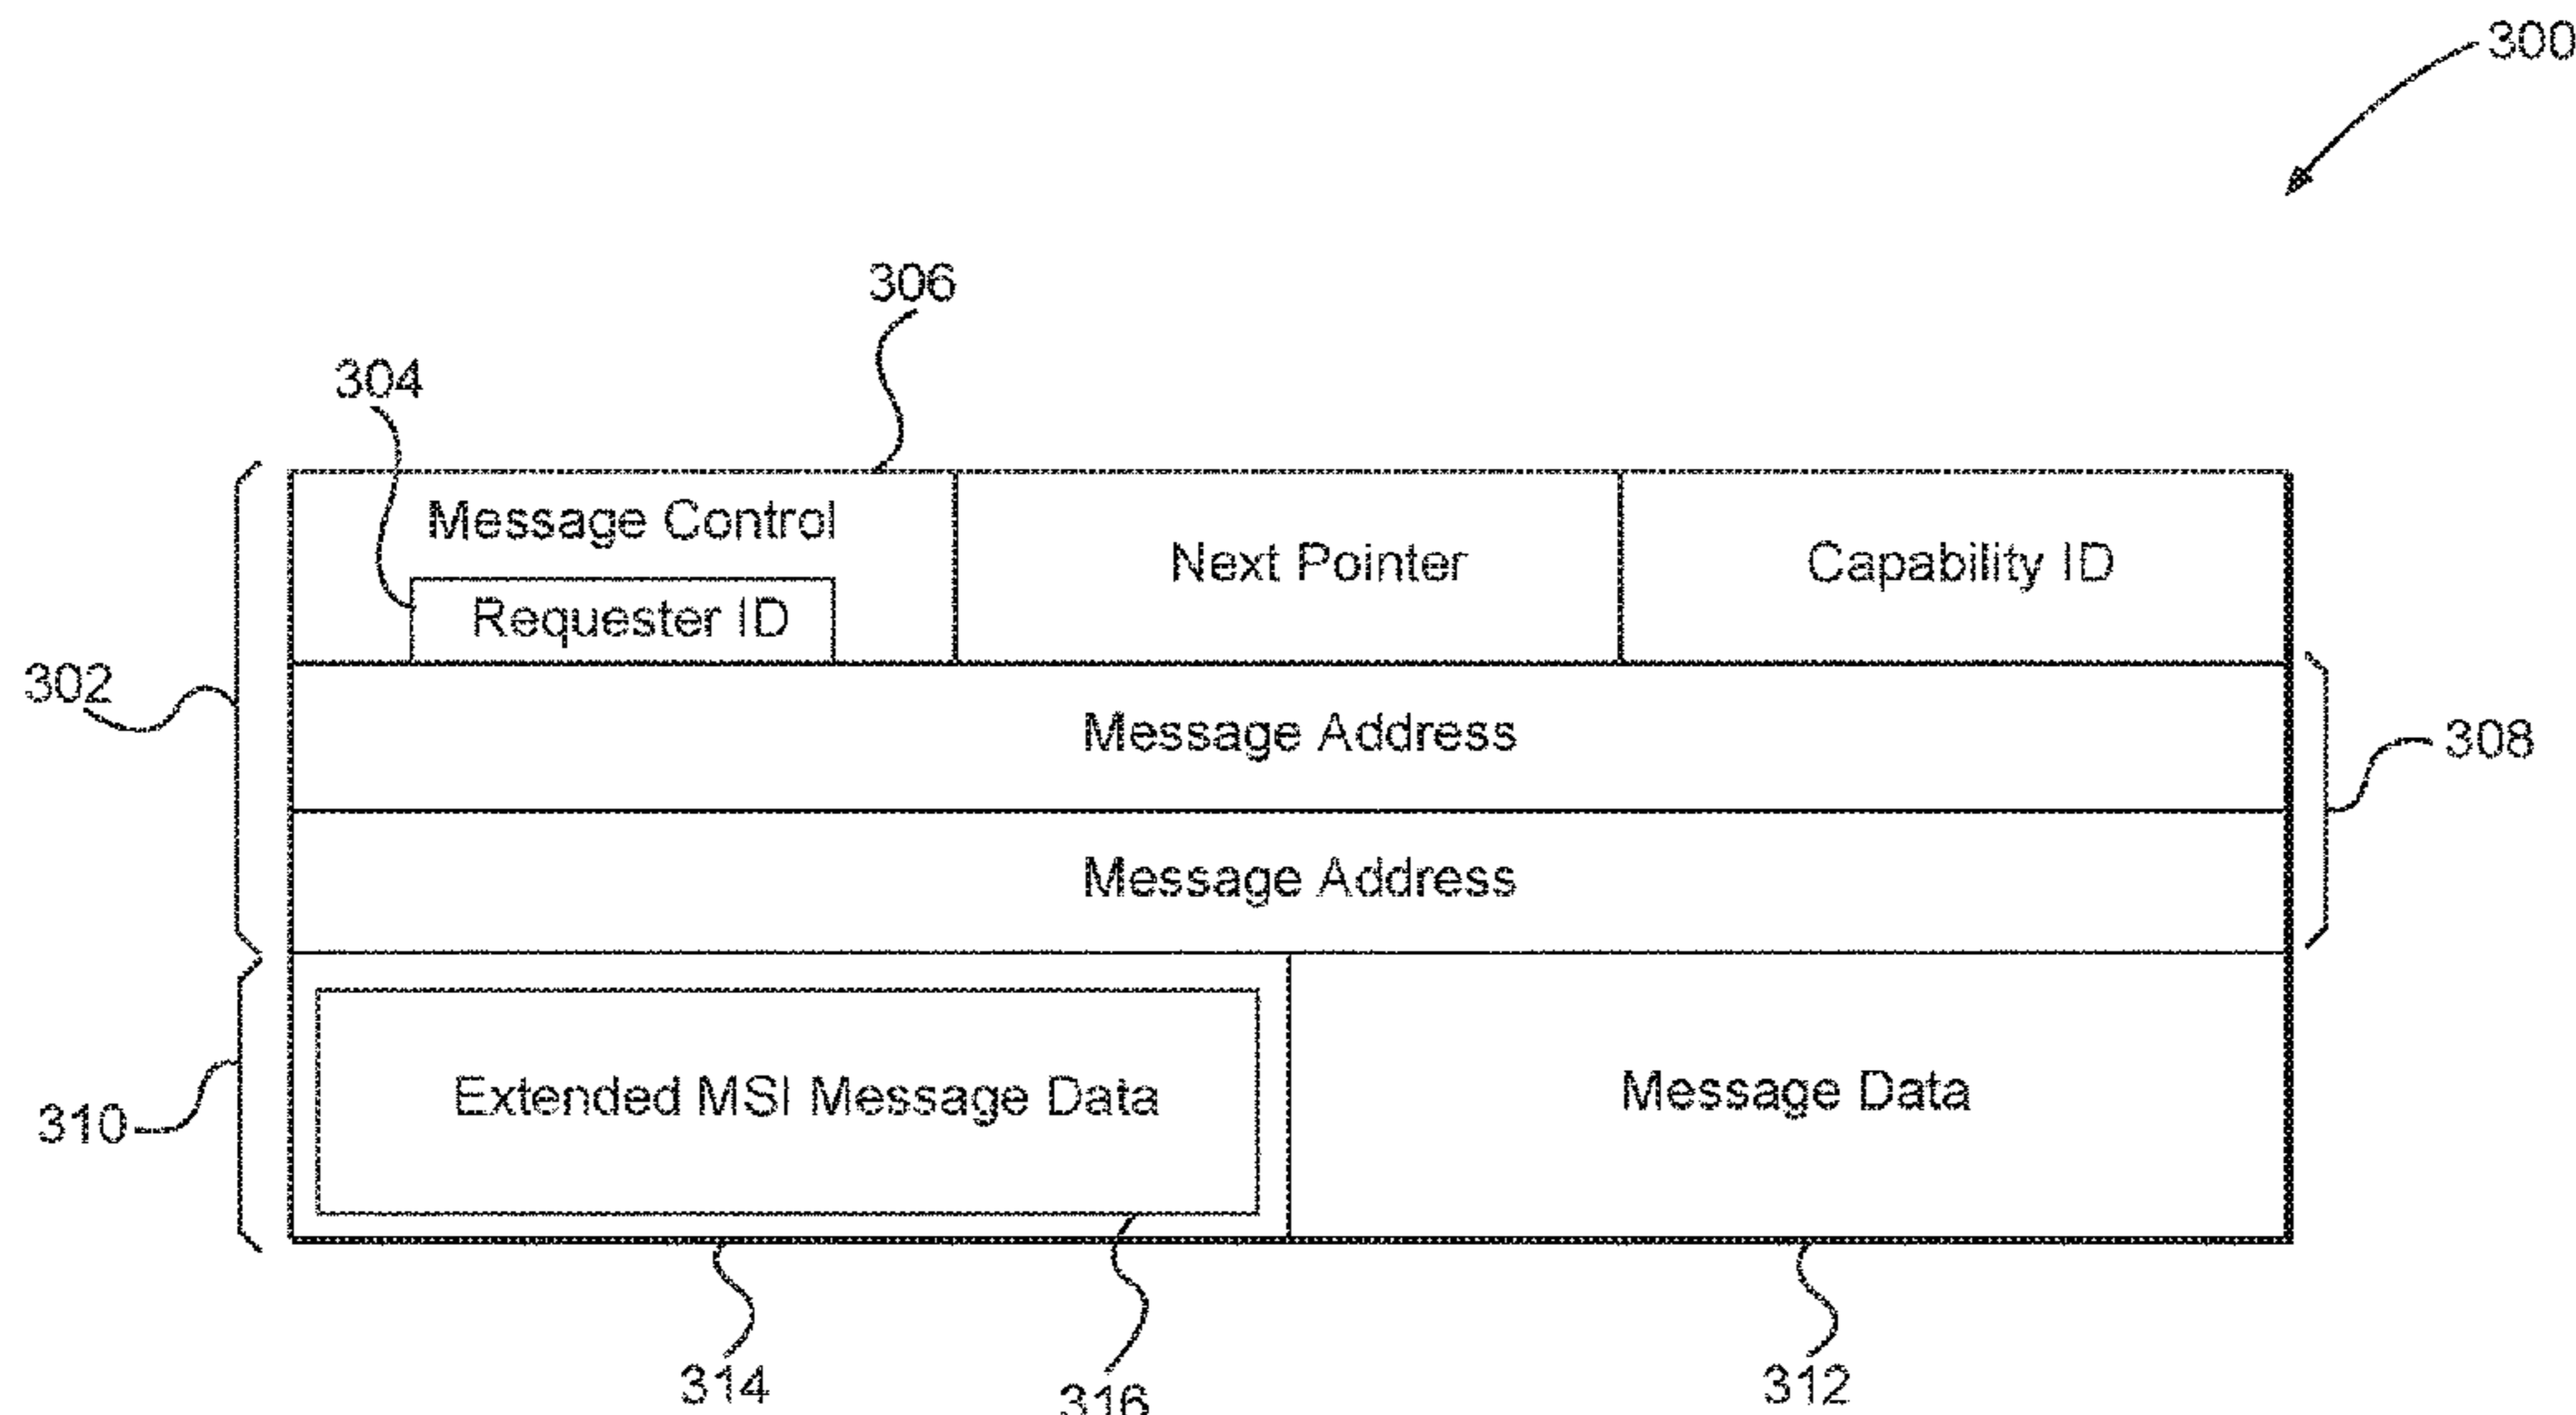 300
306
304
Message Control
Next Pointer
Capability ID
Requester ID
302
Message Address
308
Message Address
310
Extended MSI Message Data
Message Data
314
316
312